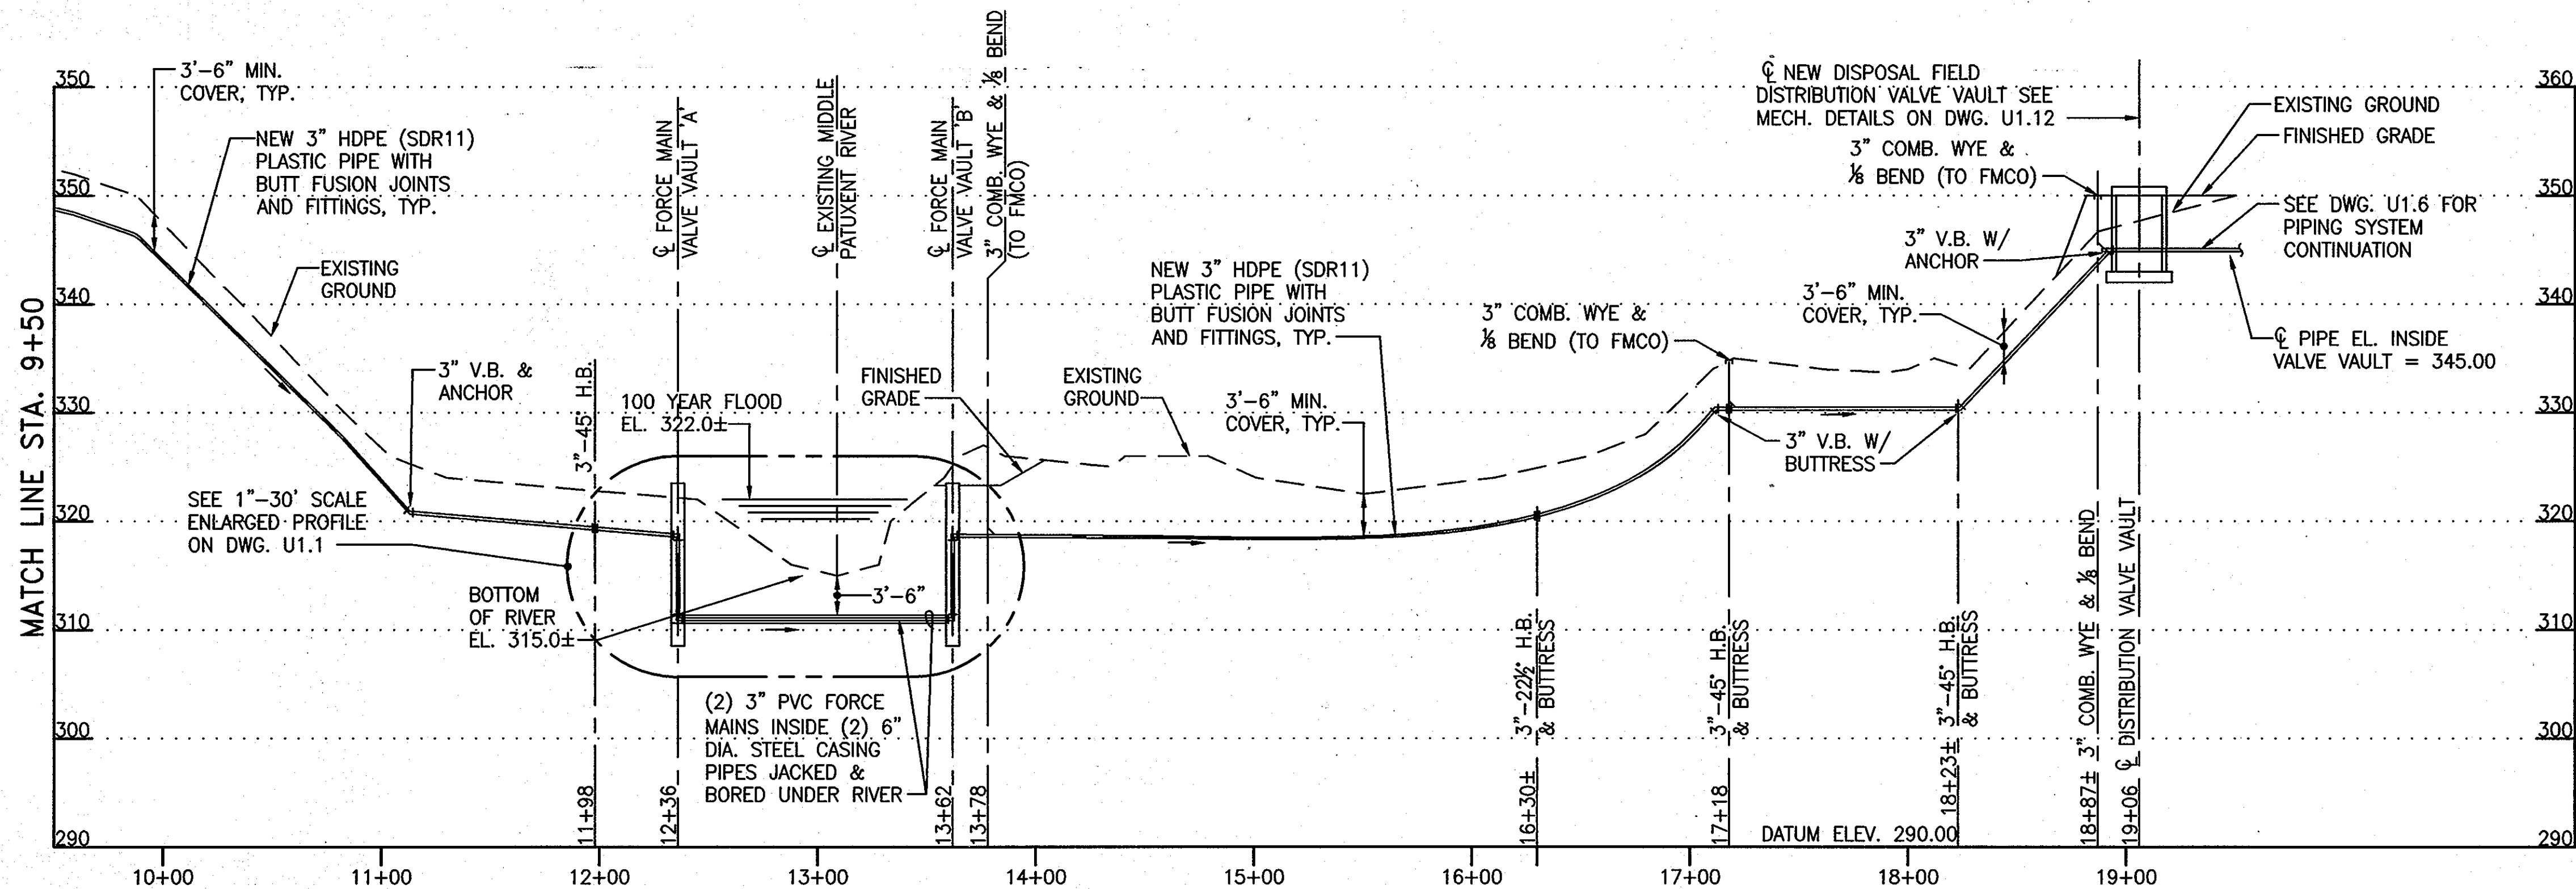 MATCH LINE STA. 9+50
350
350
340
330
320
310
300
290
3'-6" MIN.
COVER, TYP.
NEW 3" HDPE (SDR11)
PLASTIC PIPE WITH
BUTT FUSION JOINTS
AND FITTINGS, TYP.
EXISTING
GROUND
3" V.B. &
ANCHOR
SEE 1"-30' SCALE
ENLARGED PROFILE
ON DWG. U1.1
BOTTOM
OF RIVER
EL. 315.0±
3"-45° H.B.
11+98
℄ FORCE MAIN
VALVE VAULT 'A'
12+36
100 YEAR FLOOD
EL. 322.0±
℄ EXISTING MIDDLE
PATUXENT RIVER
3'-6"
(2) 3" PVC FORCE
MAINS INSIDE (2) 6"
DIA. STEEL CASING
PIPES JACKED &
BORED UNDER RIVER
℄ FORCE MAIN
VALVE VAULT 'B'
13+62
3" COMB. WYE & ⅛ BEND
(TO FMCO)
13+78
FINISHED
GRADE
EXISTING
GROUND
NEW 3" HDPE (SDR11)
PLASTIC PIPE WITH
BUTT FUSION JOINTS
AND FITTINGS, TYP.
3'-6" MIN.
COVER, TYP.
3" COMB. WYE &
⅛ BEND (TO FMCO)
3" V.B. W/
BUTTRESS
3"-22½° H.B.
& BUTTRESS
16+30±
3"-45° H.B.
& BUTTRESS
17+18
3"-45° H.B.
& BUTTRESS
18+23±
DATUM ELEV. 290.00
℄ NEW DISPOSAL FIELD
DISTRIBUTION VALVE VAULT SEE
MECH. DETAILS ON DWG. U1.12
3" COMB. WYE &
⅛ BEND (TO FMCO)
3" V.B. W/
ANCHOR
3'-6" MIN.
COVER, TYP.
18+87± 3" COMB. WYE & ⅛ BEND
19+06 ℄ DISTRIBUTION VALVE VAULT
EXISTING GROUND
FINISHED GRADE
SEE DWG. U1.6 FOR
PIPING SYSTEM
CONTINUATION
℄ PIPE EL. INSIDE
VALVE VAULT = 345.00
360
350
340
330
320
310
300
290
10+00
11+00
12+00
13+00
14+00
15+00
16+00
17+00
18+00
19+00